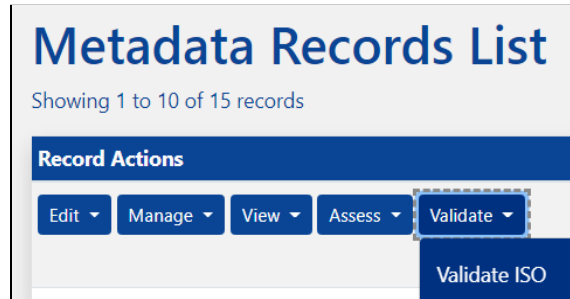 Metadata Records List
Showing 1 to 10 of 15 records
Record Actions
Edit Manage View Assess Validate
Validate ISO